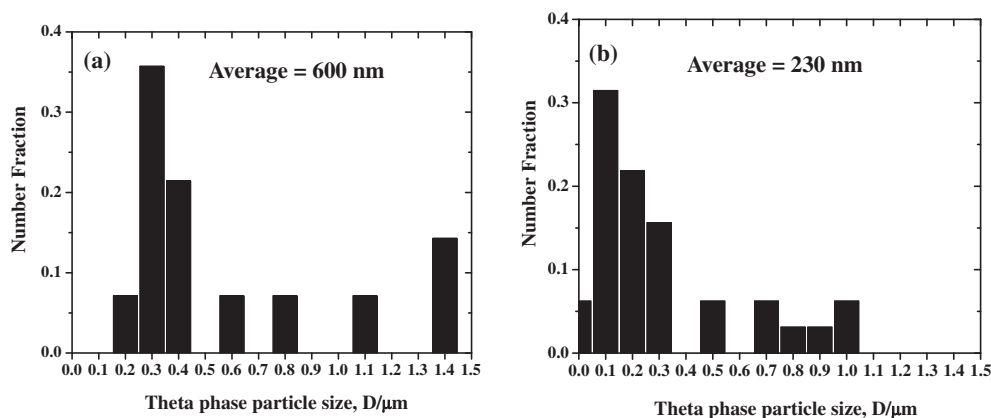 (a)
Average = 600 nm
Number Fraction
0.4
0.3
0.2
0.1
0.0
0.0 0.1 0.2 0.3 0.4 0.5 0.6 0.7 0.8 0.9 1.0 1.1 1.2 1.3 1.4 1.5
Theta phase particle size, D/μm
(b)
Average = 230 nm
Number Fraction
0.4
0.3
0.2
0.1
0.0
0.0 0.1 0.2 0.3 0.4 0.5 0.6 0.7 0.8 0.9 1.0 1.1 1.2 1.3 1.4 1.5
Theta phase particle size, D/μm